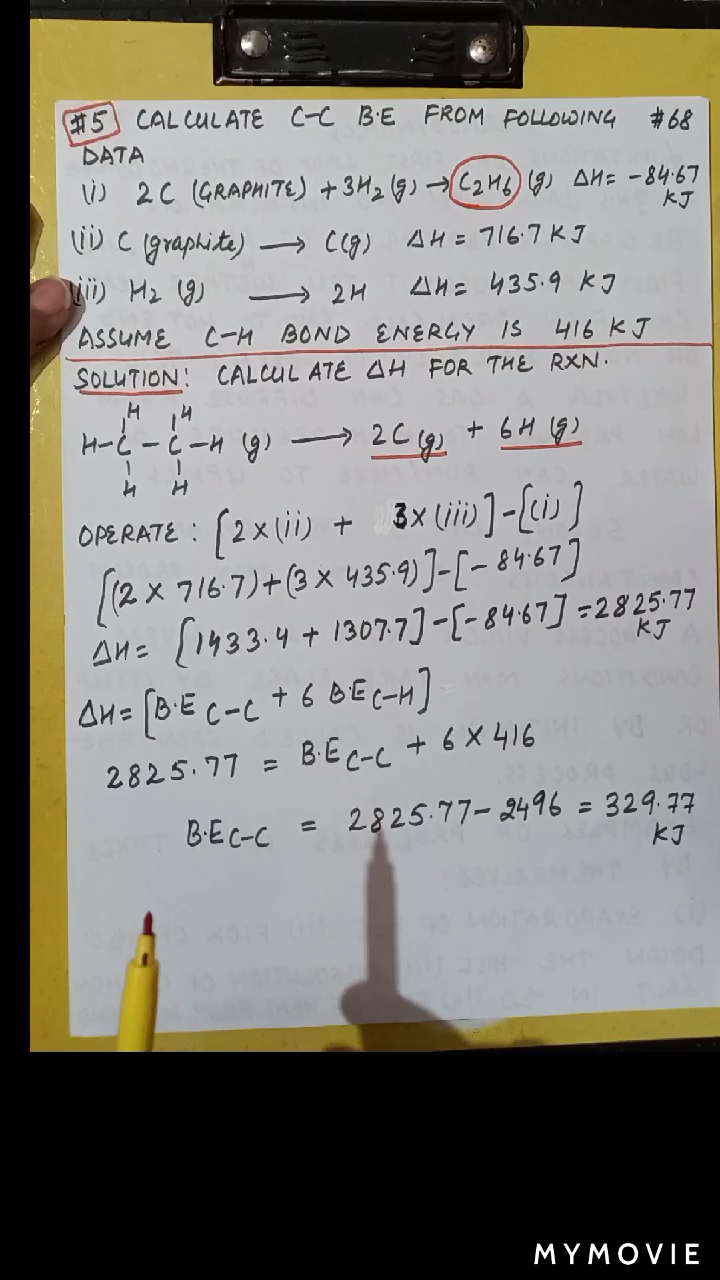 #5 CALCULATE C-C B.E FROM FOLLOWING #68
DATA
(i) 2C (GRAPHITE) + 3H2(g) → C2H6 (g) ΔH = -84.67 KJ
(ii) C (graphite) → C(g) ΔH = 716.7 KJ
(iii) H2 (g) → 2H ΔH = 435.9 KJ
ASSUME C-H BOND ENERGY IS 416 KJ
SOLUTION: CALCULATE ΔH FOR THE RXN.
H H
H-C-C-H (g) → 2C(g) + 6H(g)
H H
OPERATE: [2×(ii) + 3×(iii)]-[(i)]
[(2 × 716.7)+(3 × 435.9)]-[-84.67]
ΔH= [1433.4 + 1307.7]-[-84.67] = 2825.77 KJ
ΔH = [B.E C-C + 6 B.E C-H]
2825.77 = B.E C-C + 6 × 416
B.E C-C = 2825.77 - 2496 = 329.77 KJ
MYMOVIE